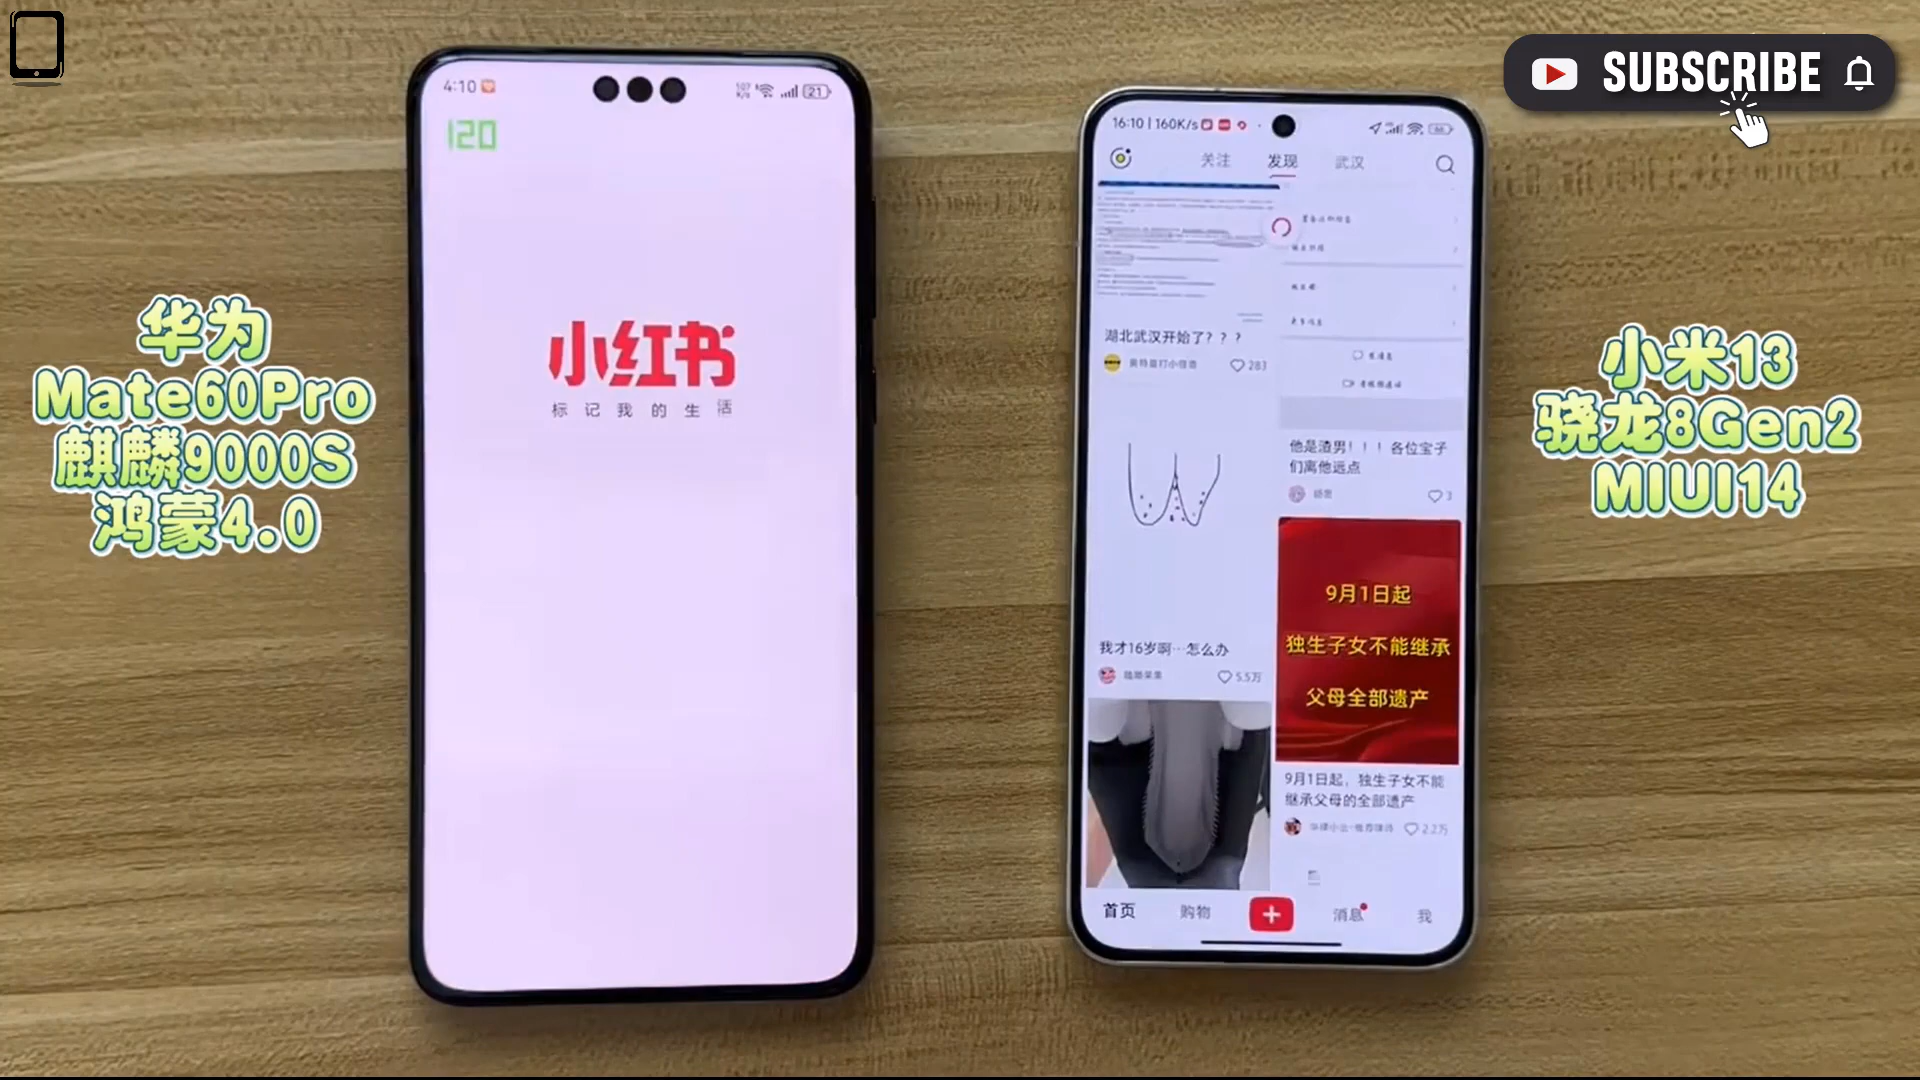 SUBSCRIBE
华为
Mate60Pro
麒麟9000S
鸿蒙4.0
4:10
107 K/s
21
120
小红书
标记我的生活
16:10 | 160K/s
关注 发现 武汉
湖北武汉开始了？？？
283
他是渣男！！！各位宝子
们离他远点
3
我才16岁啊…怎么办
5.5万
9月1日起
独生子女不能继承
父母全部遗产
9月1日起，独生子女不能
继承父母的全部遗产
2.2万
首页 购物 消息 我
小米13
骁龙8Gen2
MIUI14